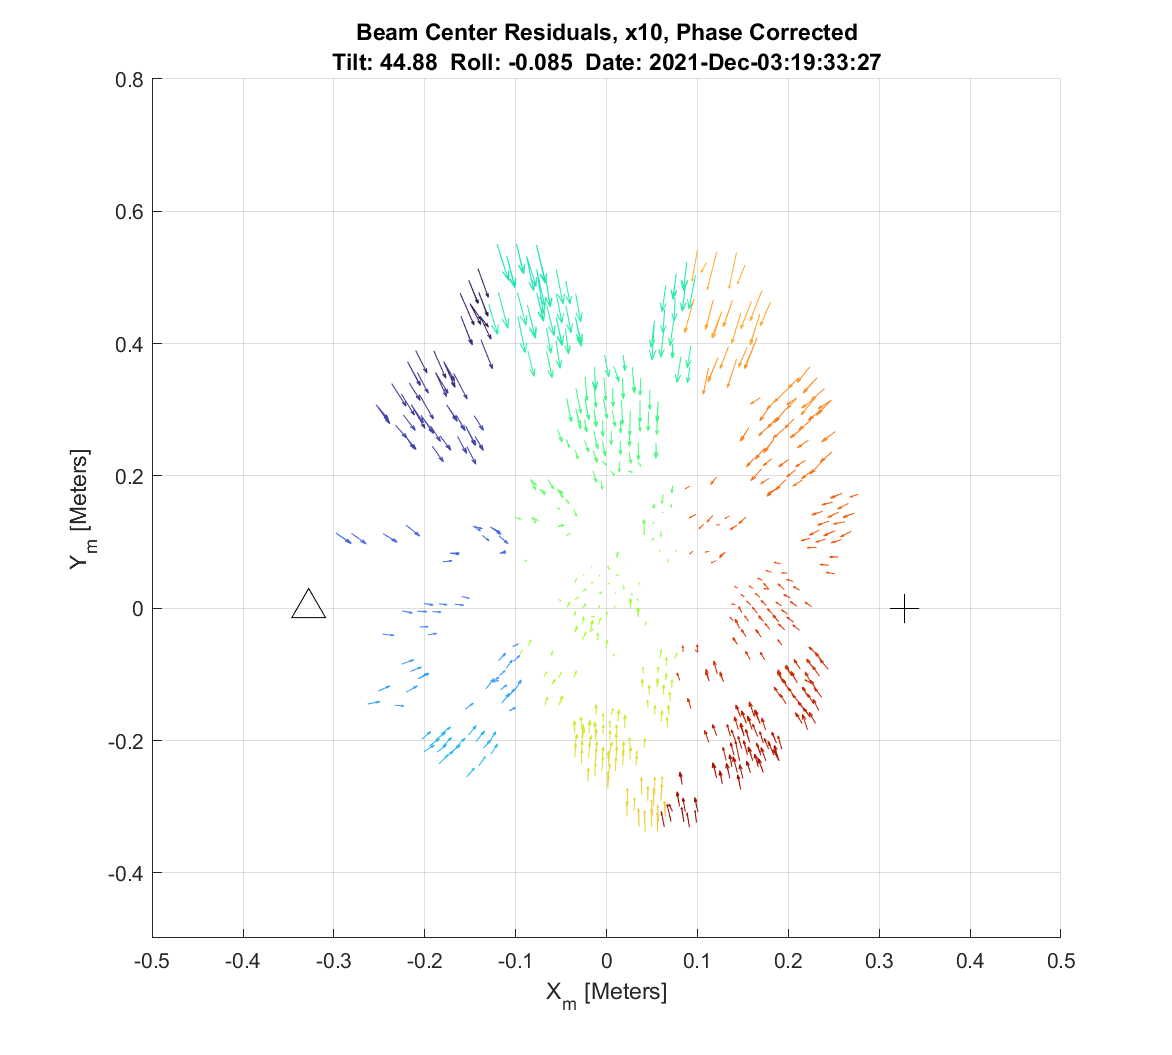 Beam Center Residuals, x10, Phase Corrected
Tilt: 44.88 Roll: -0.085 Date: 2021-Dec-03:19:33:27
0.8
0.6
0.4
0.2
0
-0.2
-0.4
Y_m [Meters]
-0.5 -0.4 -0.3 -0.2 -0.1 0 0.1 0.2 0.3 0.4 0.5
X_m [Meters]